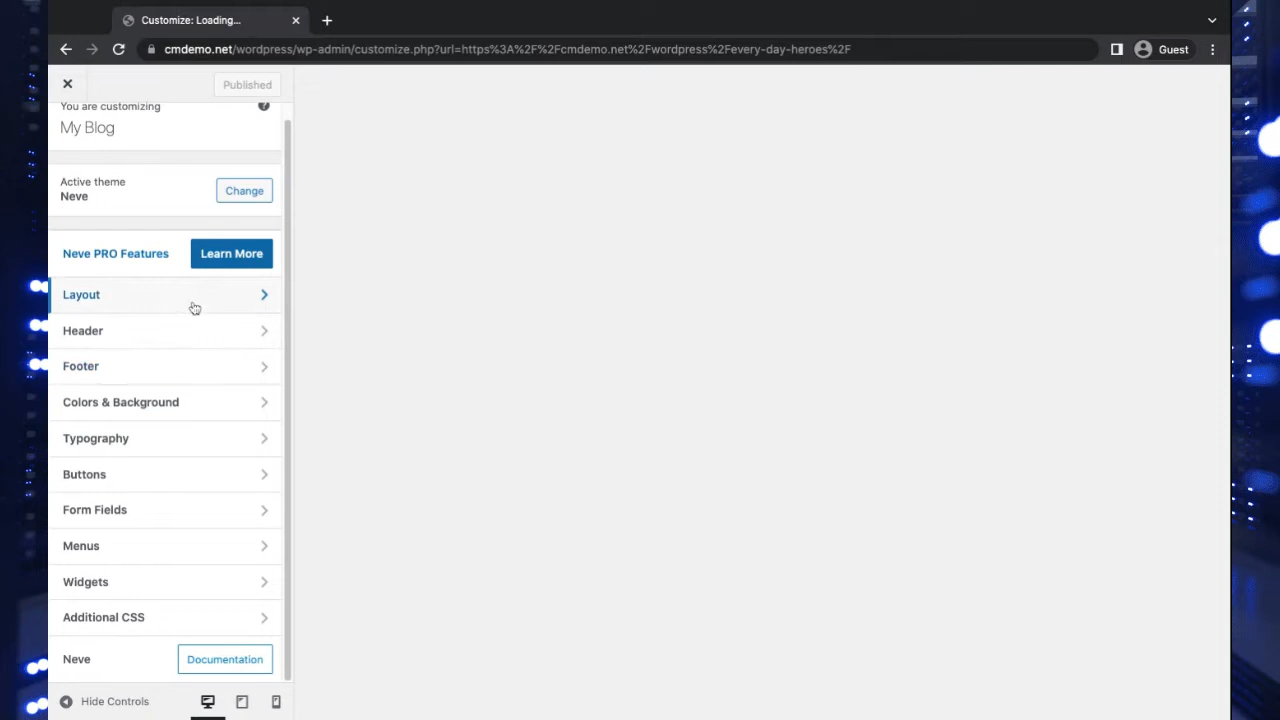 Customize: Loading...
cmdemo.net/wordpress/wp-admin/customize.php?url=https%3A%2F%2Fcmdemo.net%2Fwordpress%2Fevery-day-heroes%2F
Guest
Published
You are customizing
My Blog
Active theme
Neve
Change
Neve PRO Features
Learn More
Layout
Header
Footer
Colors & Background
Typography
Buttons
Form Fields
Menus
Widgets
Additional CSS
Neve
Documentation
Hide Controls